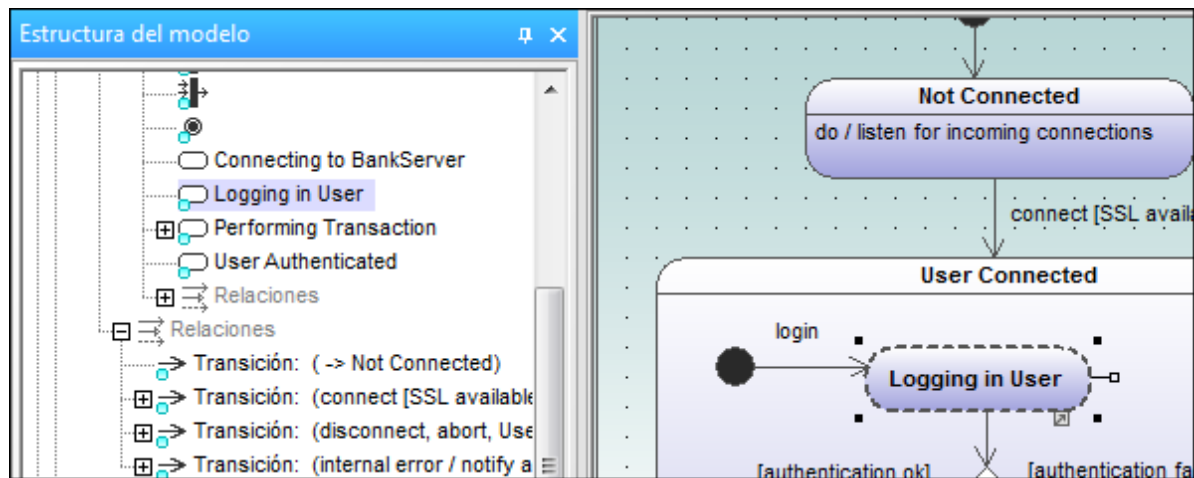 Estructura del modelo
Connecting to BankServer
Logging in User
Performing Transaction
User Authenticated
Relaciones
Relaciones
Transición: ( -> Not Connected)
Transición: (connect [SSL available
Transición: (disconnect, abort, Use
Transición: (internal error / notify a
Not Connected
do / listen for incoming connections
connect [SSL avail
User Connected
login
Logging in User
[authentication ok]
[authentication fa